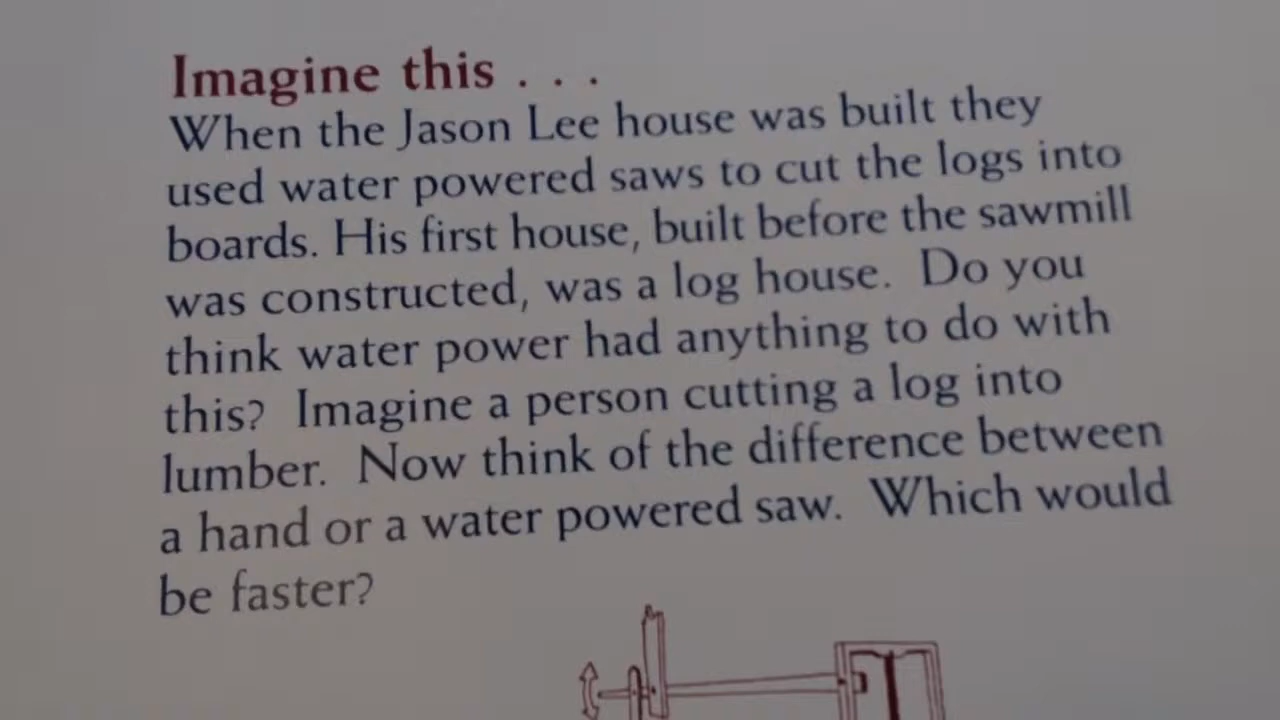 Imagine this . . .
When the Jason Lee house was built they
used water powered saws to cut the logs into
boards. His first house, built before the sawmill
was constructed, was a log house. Do you
think water power had anything to do with
this? Imagine a person cutting a log into
lumber. Now think of the difference between
a hand or a water powered saw. Which would
be faster?